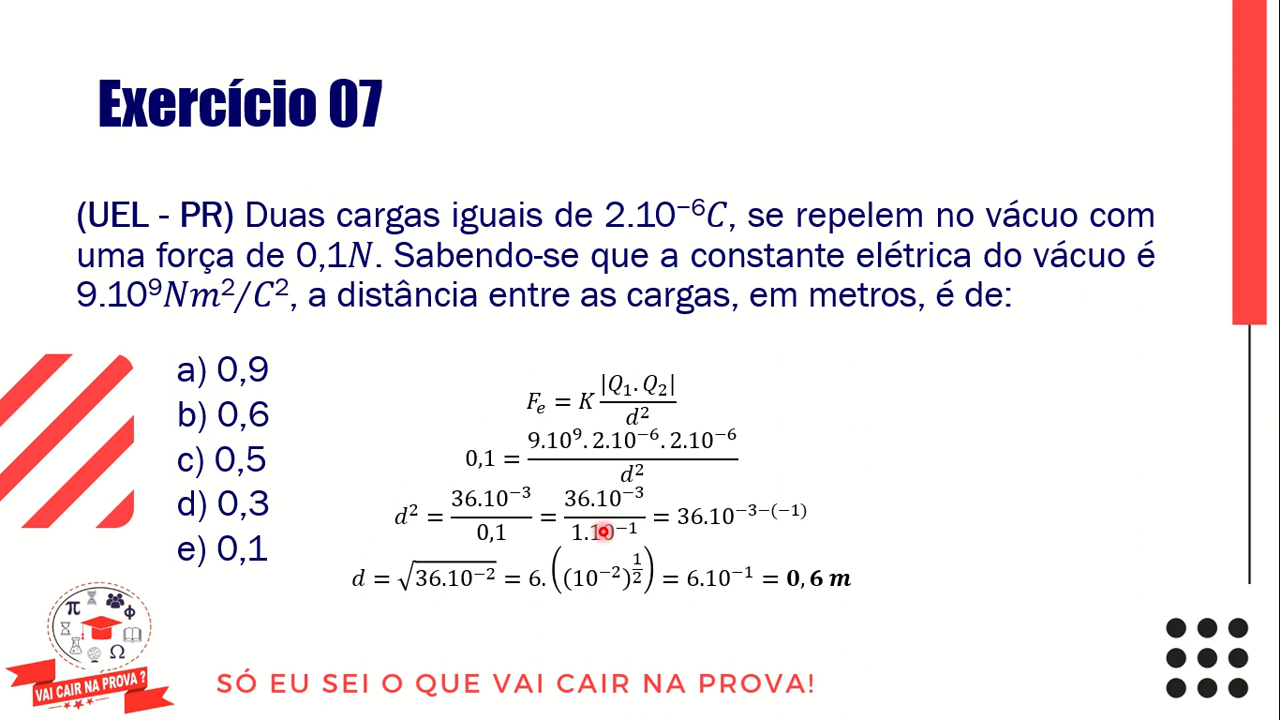 Exercício 07
(UEL - PR) Duas cargas iguais de 2.10⁻⁶C, se repelem no vácuo com
uma força de 0,1N. Sabendo-se que a constante elétrica do vácuo é
9.10⁹Nm²/C², a distância entre as cargas, em metros, é de:
a) 0,9
b) 0,6
c) 0,5
d) 0,3
e) 0,1
Fₑ = K |Q₁.Q₂| / d²
0,1 = 9.10⁹.2.10⁻⁶.2.10⁻⁶ / d²
d² = 36.10⁻³ / 0,1 = 36.10⁻³ / 1.10⁻¹ = 36.10⁻³⁻⁽⁻¹⁾
d = √36.10⁻² = 6.((10⁻²)^(1/2)) = 6.10⁻¹ = 0,6 m
π Φ
Ω
VAI CAIR NA PROVA ?
SÓ EU SEI O QUE VAI CAIR NA PROVA!